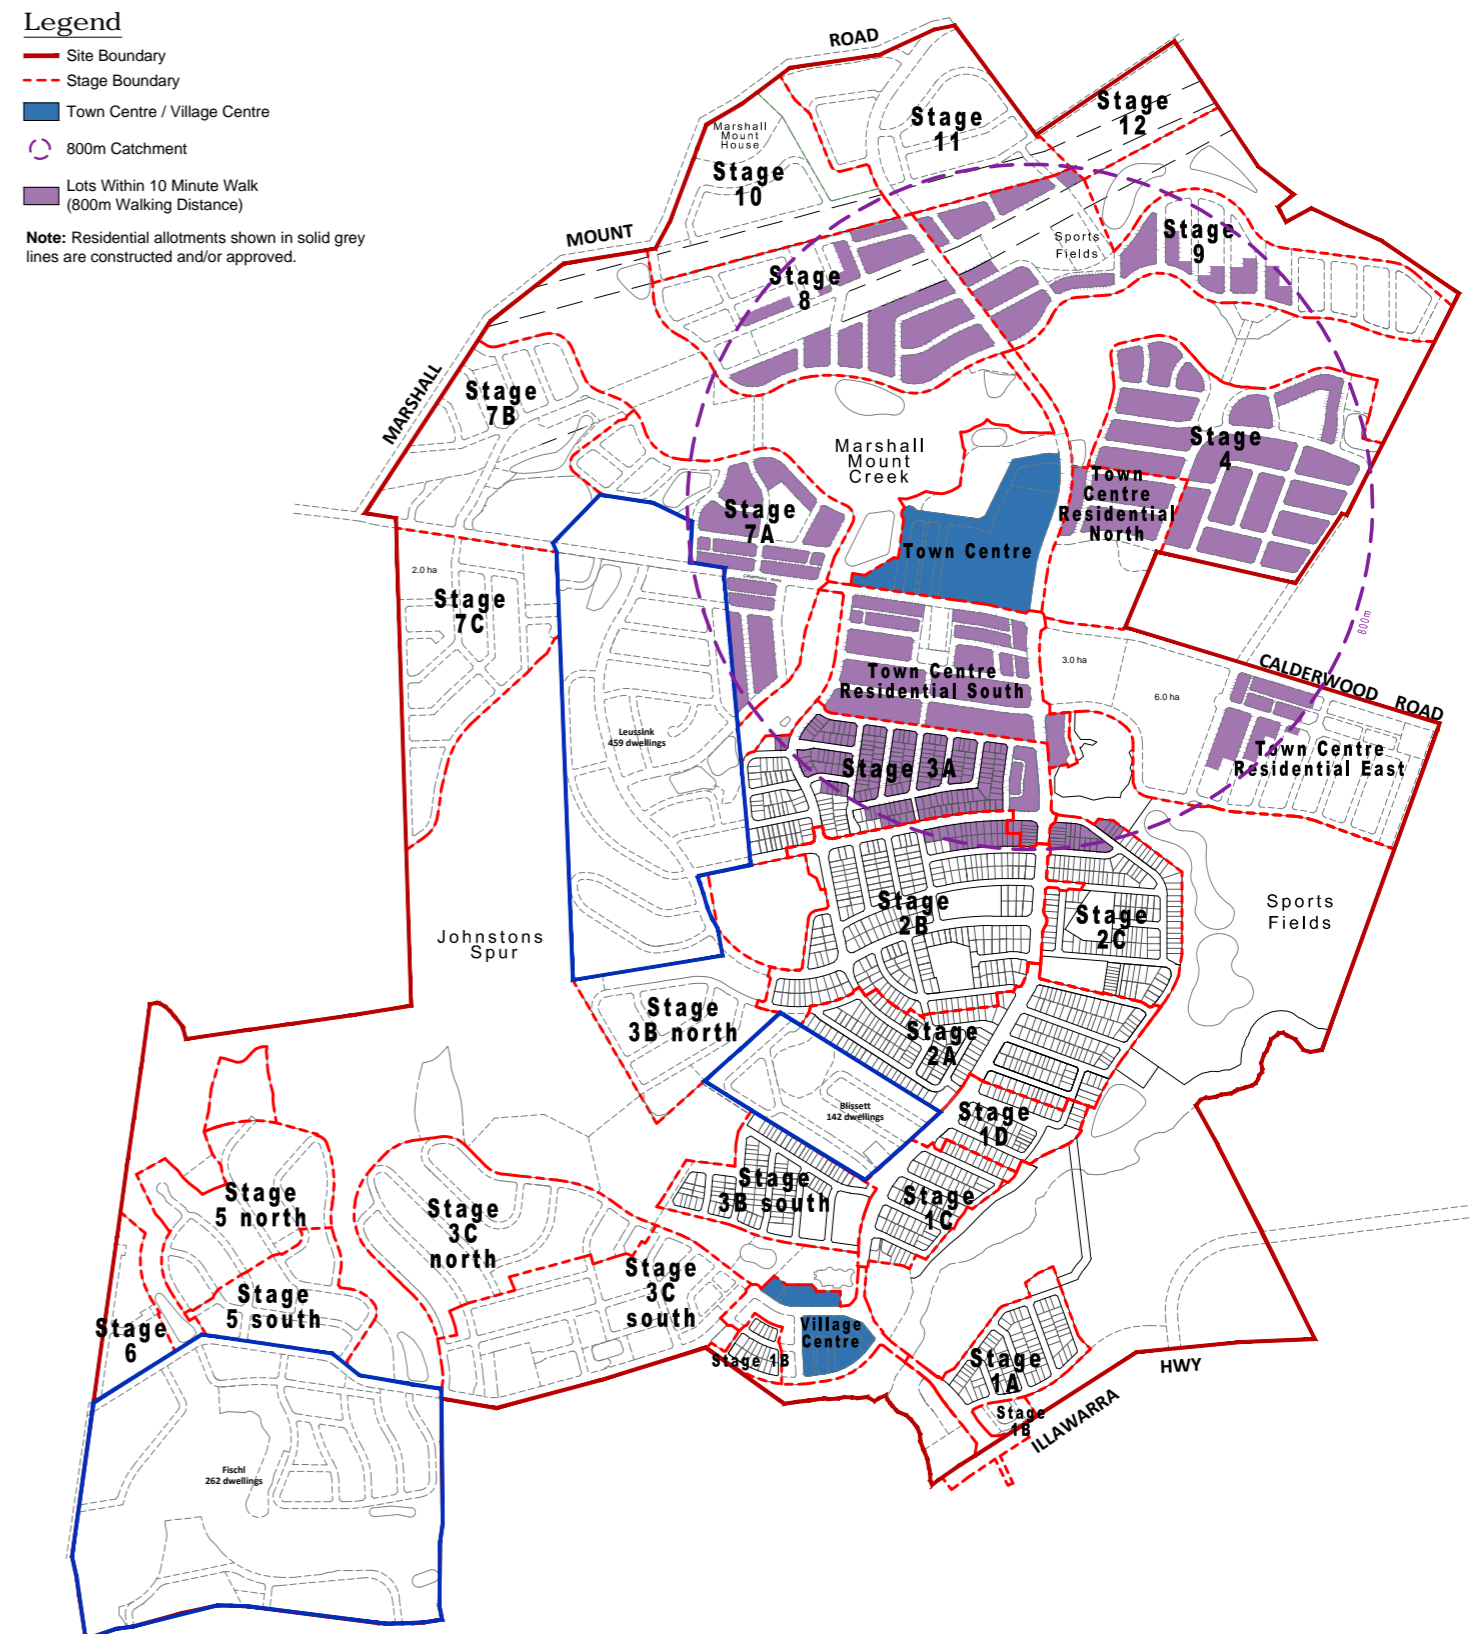 Legend
Site Boundary
Stage Boundary
Town Centre / Village Centre
800m Catchment
Lots Within 10 Minute Walk
(800m Walking Distance)
Note: Residential allotments shown in solid grey
lines are constructed and/or approved.
ROAD
MOUNT
MARSHALL
Stage
12
Stage
11
Marshall
Mount
House
Stage
10
Sports
Fields
Stage
9
Stage
8
Stage
7B
Marshall
Mount
Creek
Stage
4
Town
Centre
Residential
North
Stage
7A
Town Centre
2.0 ha
Stage
7C
800m
3.0 ha
6.0 ha
CALDERWOOD ROAD
Town Centre
Residential South
Leussink
459 dwellings
Stage 3A
Town Centre
Residential East
Stage
2B
Stage
2C
Sports
Fields
Johnstons
Spur
Stage
3B north
Stage
2A
Blissett
142 dwellings
Stage
1D
Stage
3B south
Stage
1C
Stage
5 north
Stage
3C
north
Stage
3C
south
Stage
5 south
Stage
6
Village
Centre
Stage 1B
Stage
1A
Stage
1B
ILLAWARRA
HWY
Fischl
262 dwellings